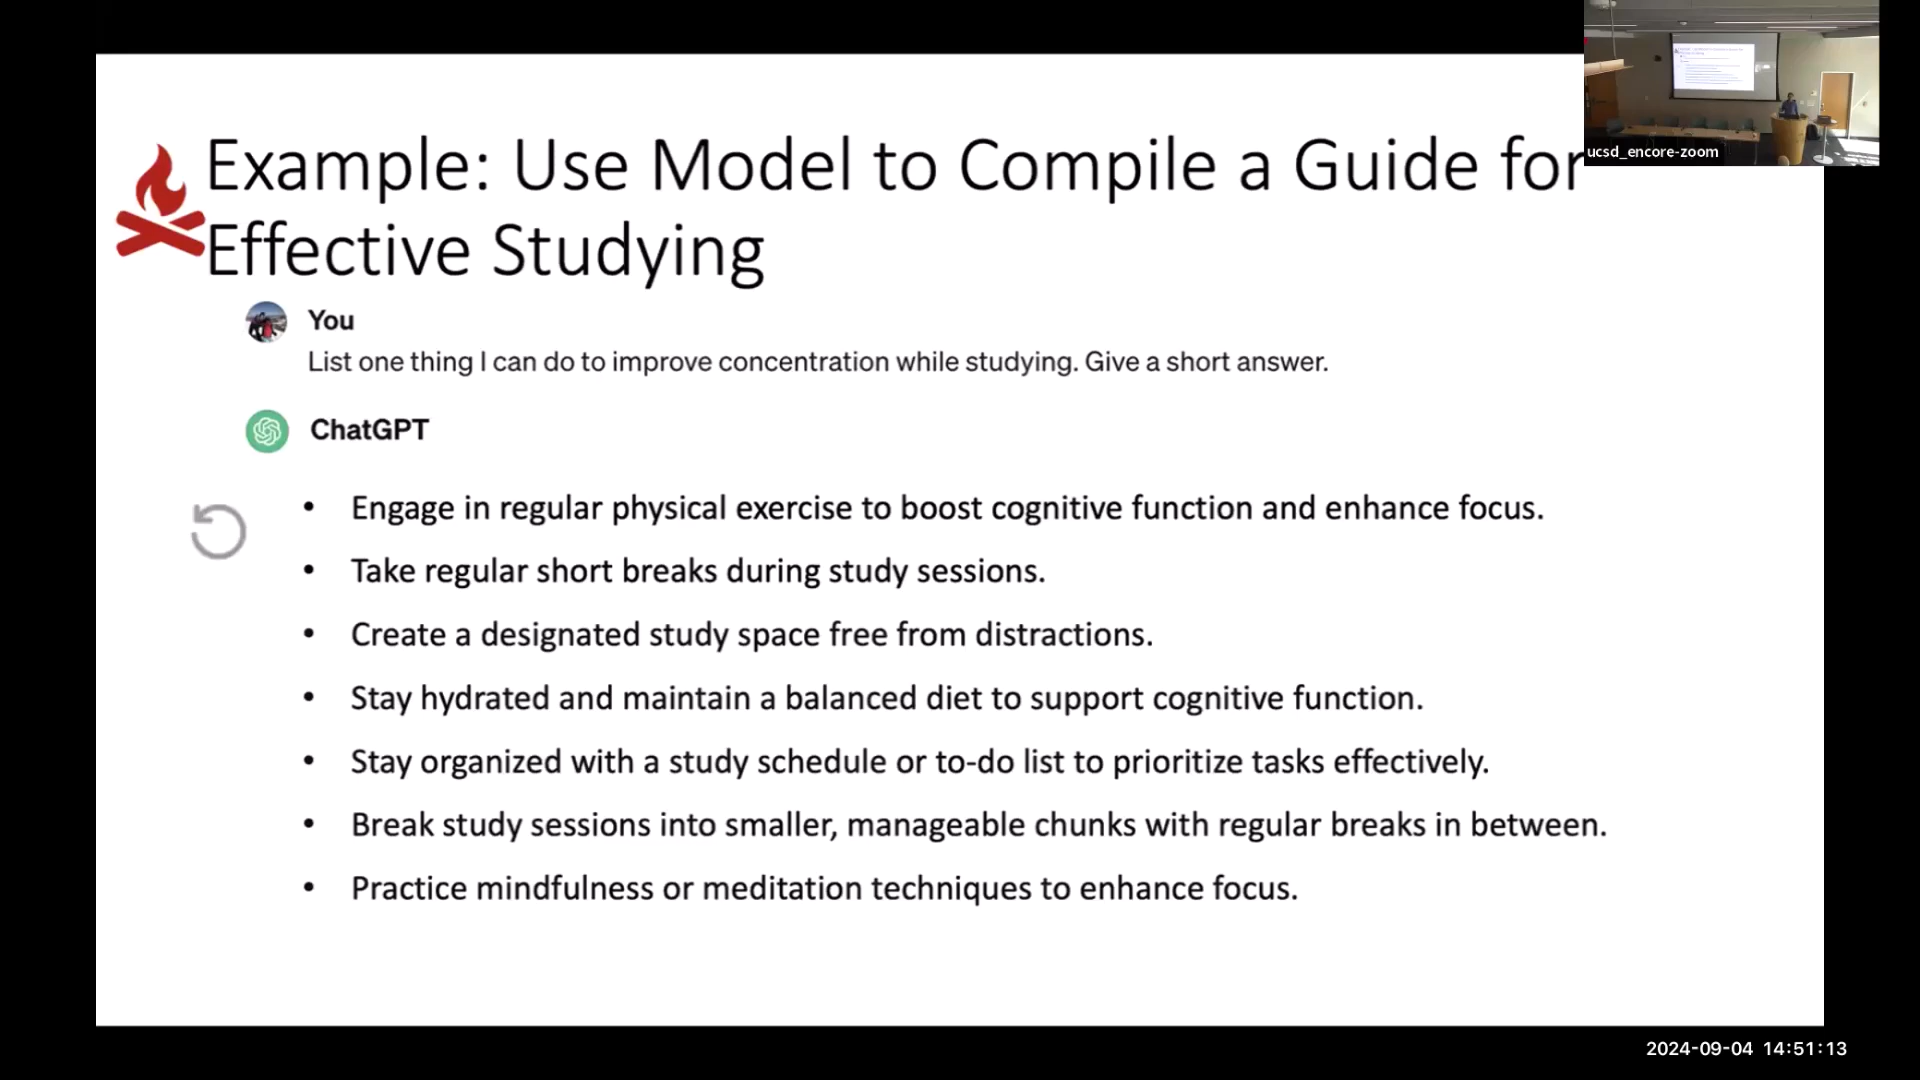 Example: Use Model to Compile a Guide for
Effective Studying
ucsd_encore-zoom
You
List one thing I can do to improve concentration while studying. Give a short answer.
ChatGPT
• Engage in regular physical exercise to boost cognitive function and enhance focus.
• Take regular short breaks during study sessions.
• Create a designated study space free from distractions.
• Stay hydrated and maintain a balanced diet to support cognitive function.
• Stay organized with a study schedule or to-do list to prioritize tasks effectively.
• Break study sessions into smaller, manageable chunks with regular breaks in between.
• Practice mindfulness or meditation techniques to enhance focus.
2024-09-04 14:51:13